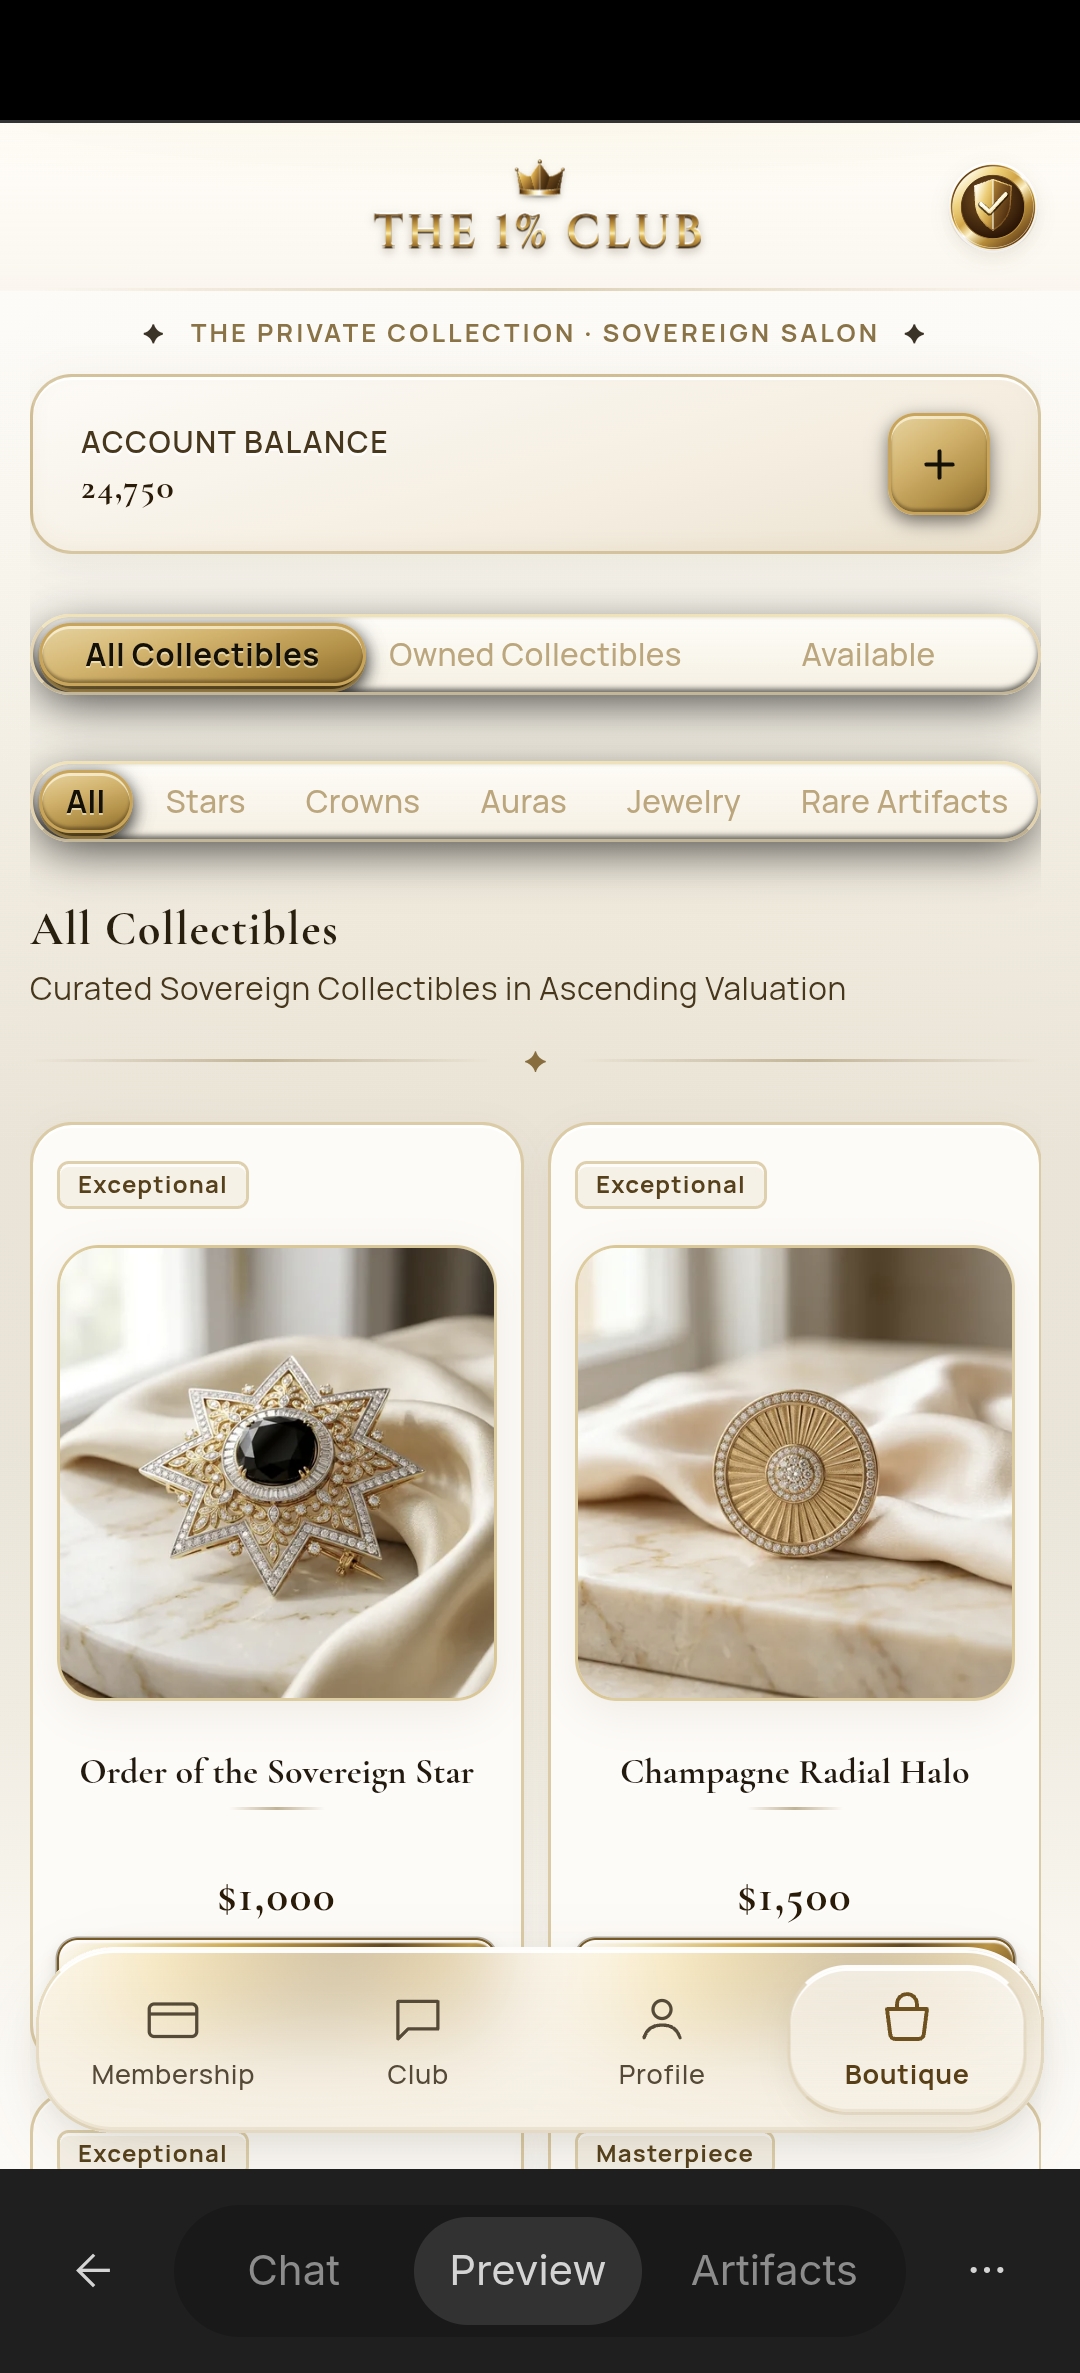 THE 1% CLUB
THE PRIVATE COLLECTION · SOVEREIGN SALON
ACCOUNT BALANCE
24,750
All Collectibles Owned Collectibles Available
All Stars Crowns Auras Jewelry Rare Artifacts
All Collectibles
Curated Sovereign Collectibles in Ascending Valuation
Exceptional Exceptional
Order of the Sovereign Star Champagne Radial Halo
$1,000 $1,500
Membership Club Profile Boutique
Exceptional Masterpiece
Chat Preview Artifacts